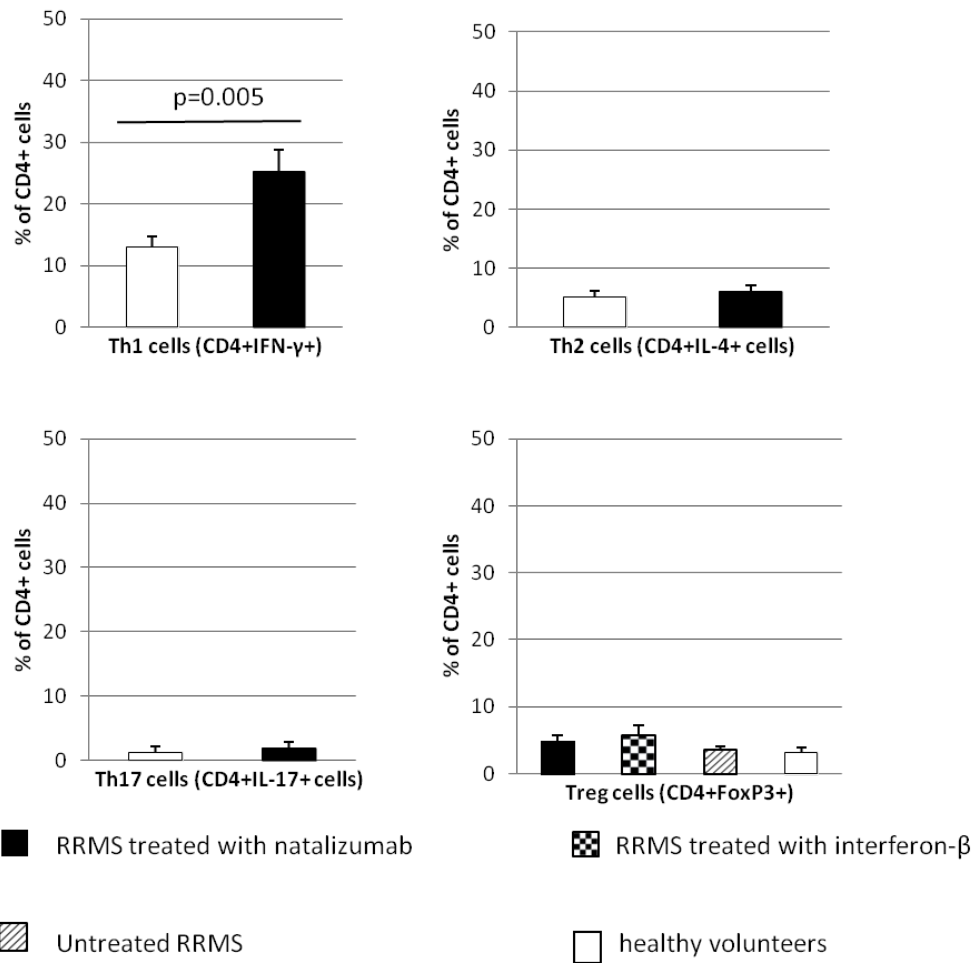 50
40
30
20
10
0
% of CD4+ cells
p=0.005
Th1 cells (CD4+IFN-γ+)
50
40
30
20
10
0
% of CD4+ cells
Th2 cells (CD4+IL-4+ cells)
50
40
30
20
10
0
% of CD4+ cells
Th17 cells (CD4+IL-17+ cells)
50
40
30
20
10
0
% of CD4+ cells
Treg cells (CD4+FoxP3+)
RRMS treated with natalizumab
RRMS treated with interferon-β
Untreated RRMS
healthy volunteers